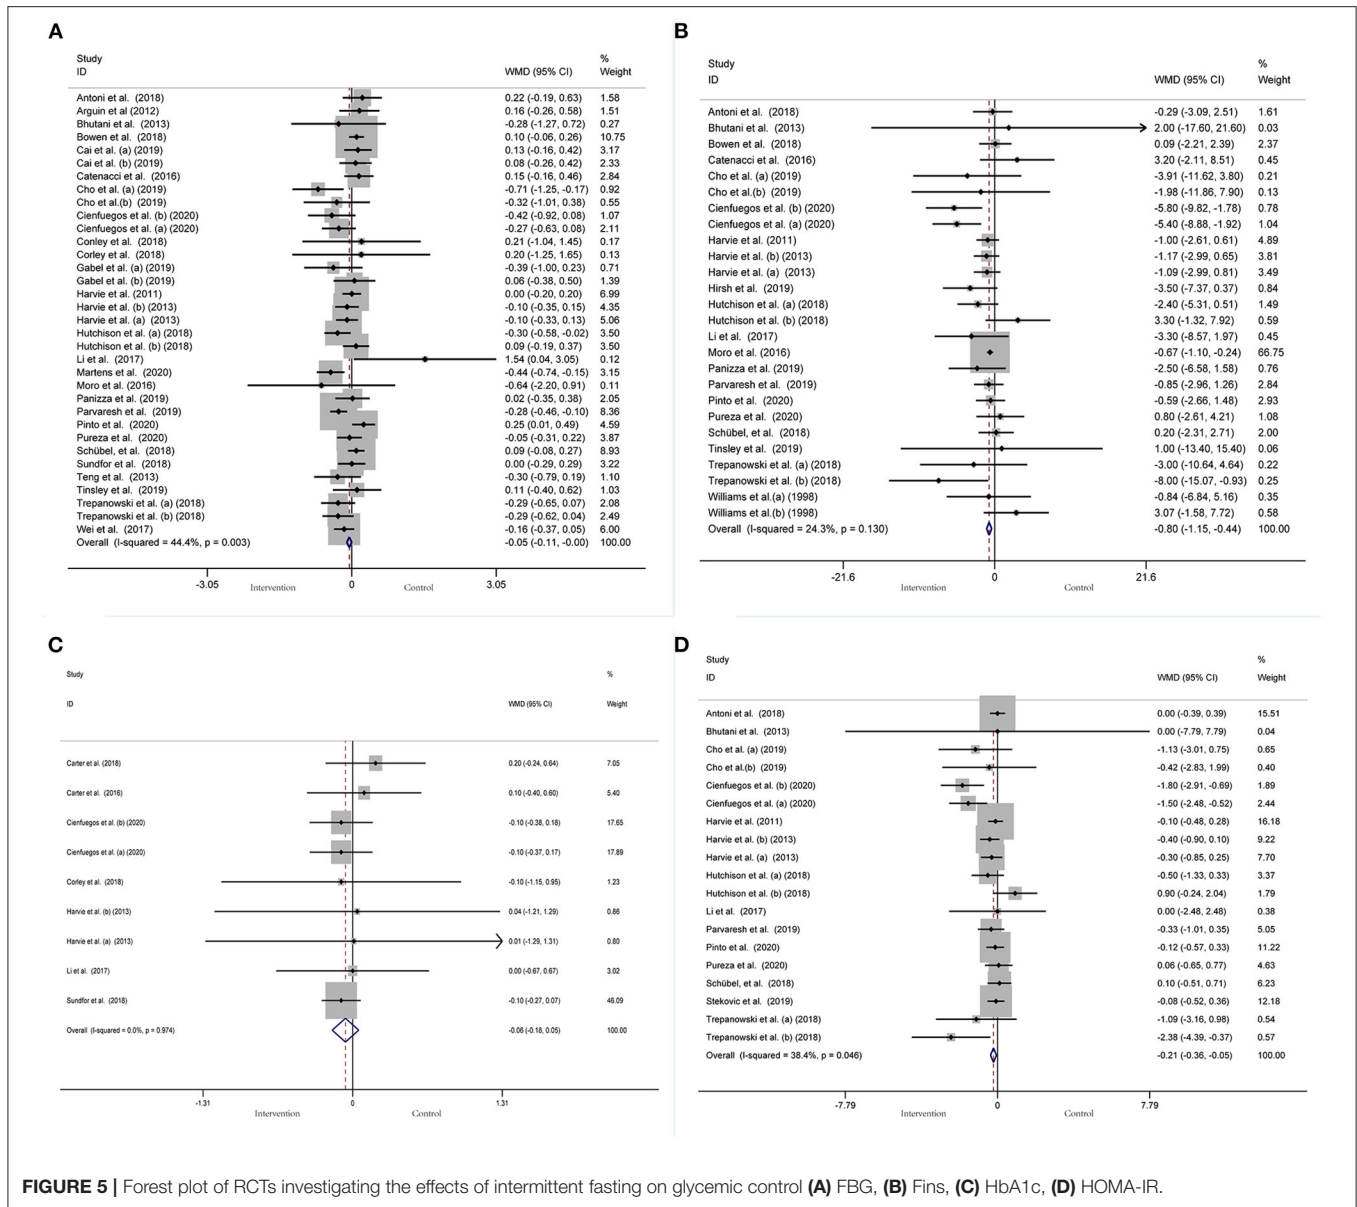 A
Study %
ID WMD (95% CI) Weight
Antoni et al. (2018) 0.22 (-0.19, 0.63) 1.58
Arguin et al (2012) 0.16 (-0.26, 0.58) 1.51
Bhutani et al. (2013) -0.28 (-1.27, 0.72) 0.27
Bowen et al. (2018) 0.10 (-0.06, 0.26) 10.75
Cai et al. (a) (2019) 0.13 (-0.16, 0.42) 3.17
Cai et al. (b) (2019) 0.08 (-0.26, 0.42) 2.33
Catenacci et al. (2016) 0.15 (-0.16, 0.46) 2.84
Cho et al. (a) (2019) -0.71 (-1.25, -0.17) 0.92
Cho et al.(b) (2019) -0.32 (-1.01, 0.38) 0.55
Cienfuegos et al. (b) (2020) -0.42 (-0.92, 0.08) 1.07
Cienfuegos et al. (a) (2020) -0.27 (-0.63, 0.08) 2.11
Conley et al. (2018) 0.21 (-1.04, 1.45) 0.17
Corley et al. (2018) 0.20 (-1.25, 1.65) 0.13
Gabel et al. (a) (2019) -0.39 (-1.00, 0.23) 0.71
Gabel et al. (b) (2019) 0.06 (-0.38, 0.50) 1.39
Harvie et al. (2011) 0.00 (-0.20, 0.20) 6.99
Harvie et al. (b) (2013) -0.10 (-0.35, 0.15) 4.35
Harvie et al. (a) (2013) -0.10 (-0.33, 0.13) 5.06
Hutchison et al. (a) (2018) -0.30 (-0.58, -0.02) 3.50
Hutchison et al. (b) (2018) 0.09 (-0.19, 0.37) 3.50
Li et al. (2017) 1.54 (0.04, 3.05) 0.12
Martens et al. (2020) -0.44 (-0.74, -0.15) 3.15
Moro et al. (2016) -0.64 (-2.20, 0.91) 0.11
Panizza et al. (2019) 0.02 (-0.35, 0.38) 2.05
Parvaresh et al. (2019) -0.28 (-0.46, -0.10) 8.36
Pinto et al. (2020) 0.25 (0.01, 0.49) 4.59
Pureza et al. (2020) -0.05 (-0.31, 0.22) 3.87
Schübel, et al. (2018) 0.09 (-0.08, 0.27) 8.93
Sundfor et al. (2018) 0.00 (-0.29, 0.29) 3.22
Teng et al. (2013) -0.30 (-0.79, 0.19) 1.10
Tinsley et al. (2019) 0.11 (-0.40, 0.62) 1.03
Trepanowski et al. (a) (2018) -0.29 (-0.65, 0.07) 2.08
Trepanowski et al. (b) (2018) -0.29 (-0.62, 0.04) 2.49
Wei et al. (2017) -0.16 (-0.37, 0.05) 6.00
Overall (I-squared = 44.4%, p = 0.003) -0.05 (-0.11, -0.00) 100.00
-3.05 0 3.05
Intervention Control
B
Study %
ID WMD (95% CI) Weight
Antoni et al. (2018) -0.29 (-3.09, 2.51) 1.61
Bhutani et al. (2013) 2.00 (-17.60, 21.60) 0.03
Bowen et al. (2018) 0.09 (-2.21, 2.39) 2.37
Catenacci et al. (2016) 3.20 (-2.11, 8.51) 0.45
Cho et al. (a) (2019) -3.91 (-11.62, 3.80) 0.21
Cho et al.(b) (2019) -1.98 (-11.86, 7.90) 0.13
Cienfuegos et al. (b) (2020) -5.80 (-9.82, -1.78) 0.78
Cienfuegos et al. (a) (2020) -5.40 (-8.88, -1.92) 1.04
Harvie et al. (2011) -1.00 (-2.61, 0.61) 4.89
Harvie et al. (b) (2013) -1.17 (-2.99, 0.65) 3.81
Harvie et al. (a) (2013) -1.09 (-2.99, 0.81) 3.49
Hirsh et al. (2019) -3.50 (-7.37, 0.37) 0.84
Hutchison et al. (a) (2018) -2.40 (-5.31, 0.51) 1.49
Hutchison et al. (b) (2018) 3.30 (-1.32, 7.92) 0.59
Li et al. (2017) -3.30 (-8.57, 1.97) 0.45
Moro et al. (2016) -0.67 (-1.10, -0.24) 66.75
Panizza et al. (2019) -2.50 (-6.58, 1.58) 0.76
Parvaresh et al. (2019) -0.85 (-2.96, 1.26) 2.84
Pinto et al. (2020) -0.59 (-2.66, 1.48) 2.93
Pureza et al. (2020) 0.80 (-2.61, 4.21) 1.08
Schübel, et al. (2018) 0.20 (-2.31, 2.71) 2.00
Tinsley et al. (2019) 1.00 (-13.40, 15.40) 0.06
Trepanowski et al. (a) (2018) -3.00 (-10.64, 4.64) 0.22
Trepanowski et al. (b) (2018) -8.00 (-15.07, -0.93) 0.25
Williams et al.(a) (1998) -0.84 (-6.84, 5.16) 0.35
Williams et al.(b) (1998) 3.07 (-1.58, 7.72) 0.58
Overall (I-squared = 24.3%, p = 0.130) -0.80 (-1.15, -0.44) 100.00
-21.6 0 21.6
Intervention Control
C
Study %
ID WMD (95% CI) Weight
Carter et al. (2018) 0.20 (-0.24, 0.64) 7.05
Carter et al. (2016) 0.10 (-0.40, 0.60) 5.40
Cienfuegos et al. (b) (2020) -0.10 (-0.38, 0.18) 17.65
Cienfuegos et al. (a) (2020) -0.10 (-0.37, 0.17) 17.89
Corley et al. (2018) -0.10 (-1.15, 0.95) 1.23
Harvie et al. (b) (2013) 0.04 (-1.21, 1.29) 0.86
Harvie et al. (a) (2013) 0.01 (-1.29, 1.31) 0.80
Li et al. (2017) 0.00 (-0.67, 0.67) 3.02
Sundfor et al. (2018) -0.10 (-0.27, 0.07) 46.09
Overall (I-squared = 0.0%, p = 0.974) -0.06 (-0.18, 0.05) 100.00
-1.31 0 1.31
Intervention Control
D
Study %
ID WMD (95% CI) Weight
Antoni et al. (2018) 0.00 (-0.39, 0.39) 15.51
Bhutani et al. (2013) 0.00 (-7.79, 7.79) 0.04
Cho et al. (a) (2019) -1.13 (-3.01, 0.75) 0.65
Cho et al.(b) (2019) -0.42 (-2.83, 1.99) 0.40
Cienfuegos et al. (b) (2020) -1.80 (-2.91, -0.69) 1.89
Cienfuegos et al. (a) (2020) -1.50 (-2.48, -0.52) 2.44
Harvie et al. (2011) -0.10 (-0.48, 0.28) 16.18
Harvie et al. (b) (2013) -0.40 (-0.90, 0.10) 9.22
Harvie et al. (a) (2013) -0.30 (-0.85, 0.25) 7.70
Hutchison et al. (a) (2018) -0.50 (-1.33, 0.33) 3.37
Hutchison et al. (b) (2018) 0.90 (-0.24, 2.04) 1.79
Li et al. (2017) 0.00 (-2.48, 2.48) 0.38
Parvaresh et al. (2019) -0.33 (-1.01, 0.35) 5.05
Pinto et al. (2020) -0.12 (-0.57, 0.33) 11.22
Pureza et al. (2020) 0.06 (-0.65, 0.77) 4.63
Schübel, et al. (2018) 0.10 (-0.51, 0.71) 6.23
Stekovic et al. (2019) -0.08 (-0.52, 0.36) 12.18
Trepanowski et al. (a) (2018) -1.09 (-3.16, 0.98) 0.54
Trepanowski et al. (b) (2018) -2.38 (-4.39, -0.37) 0.57
Overall (I-squared = 38.4%, p = 0.046) -0.21 (-0.36, -0.05) 100.00
-7.79 0 7.79
Intervention Control
FIGURE 5 | Forest plot of RCTs investigating the effects of intermittent fasting on glycemic control (A) FBG, (B) Fins, (C) HbA1c, (D) HOMA-IR.